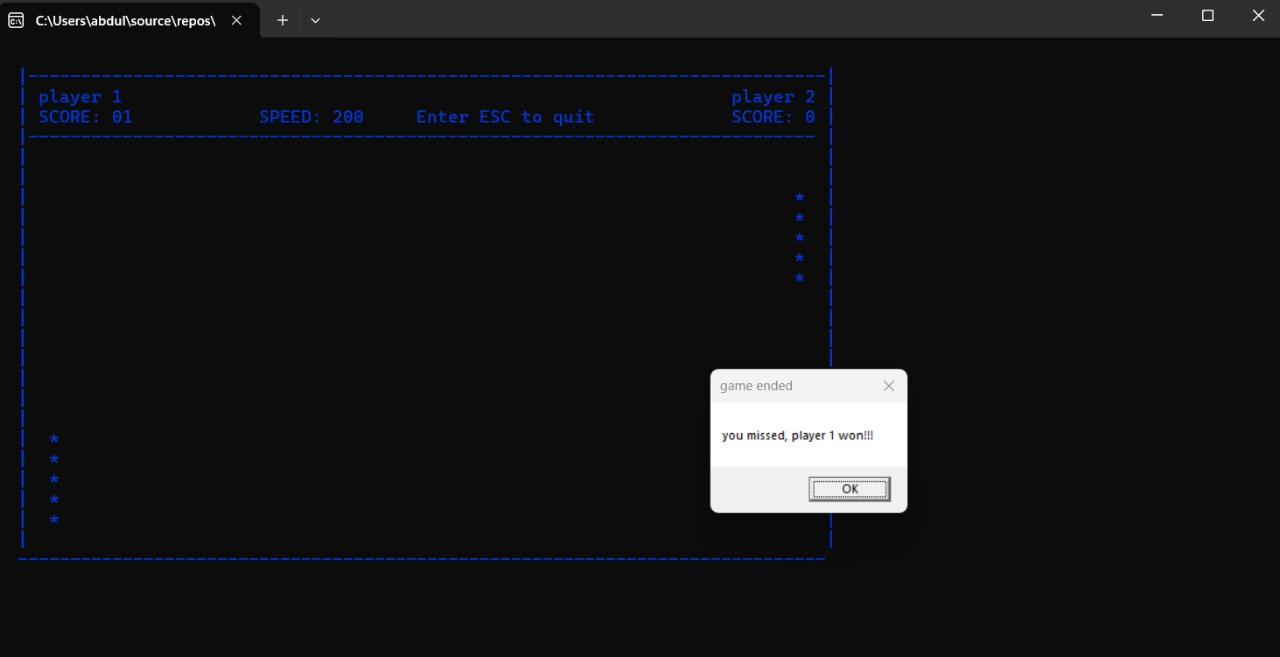 C:\Users\abdul\source\repos\
player 1 player 2
SCORE: 01 SPEED: 200 Enter ESC to quit SCORE: 0
*
*
*
*
*
game ended
you missed, player 1 won!!!
*
*
*
*
*
OK